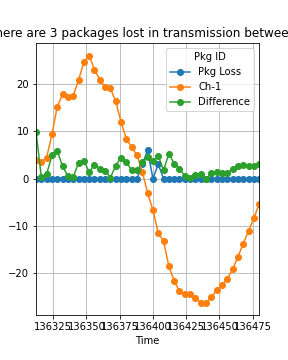 here are 3 packages lost in transmission betwee
Pkg ID
Pkg Loss
Ch-1
Difference
20
10
0
−10
−20
136325 136350 136375 136400 136425 136450 136475
Time